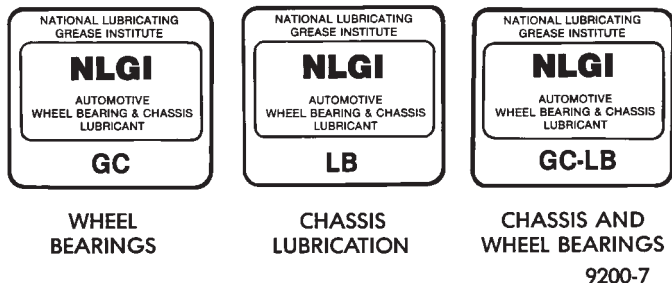 NATIONAL LUBRICATING
GREASE INSTITUTE
NLGI
AUTOMOTIVE
WHEEL BEARING & CHASSIS
LUBRICANT
GC
WHEEL
BEARINGS
NATIONAL LUBRICATING
GREASE INSTITUTE
NLGI
AUTOMOTIVE
WHEEL BEARING & CHASSIS
LUBRICANT
LB
CHASSIS
LUBRICATION
NATIONAL LUBRICATING
GREASE INSTITUTE
NLGI
AUTOMOTIVE
WHEEL BEARING & CHASSIS
LUBRICANT
GC-LB
CHASSIS AND
WHEEL BEARINGS
9200-7